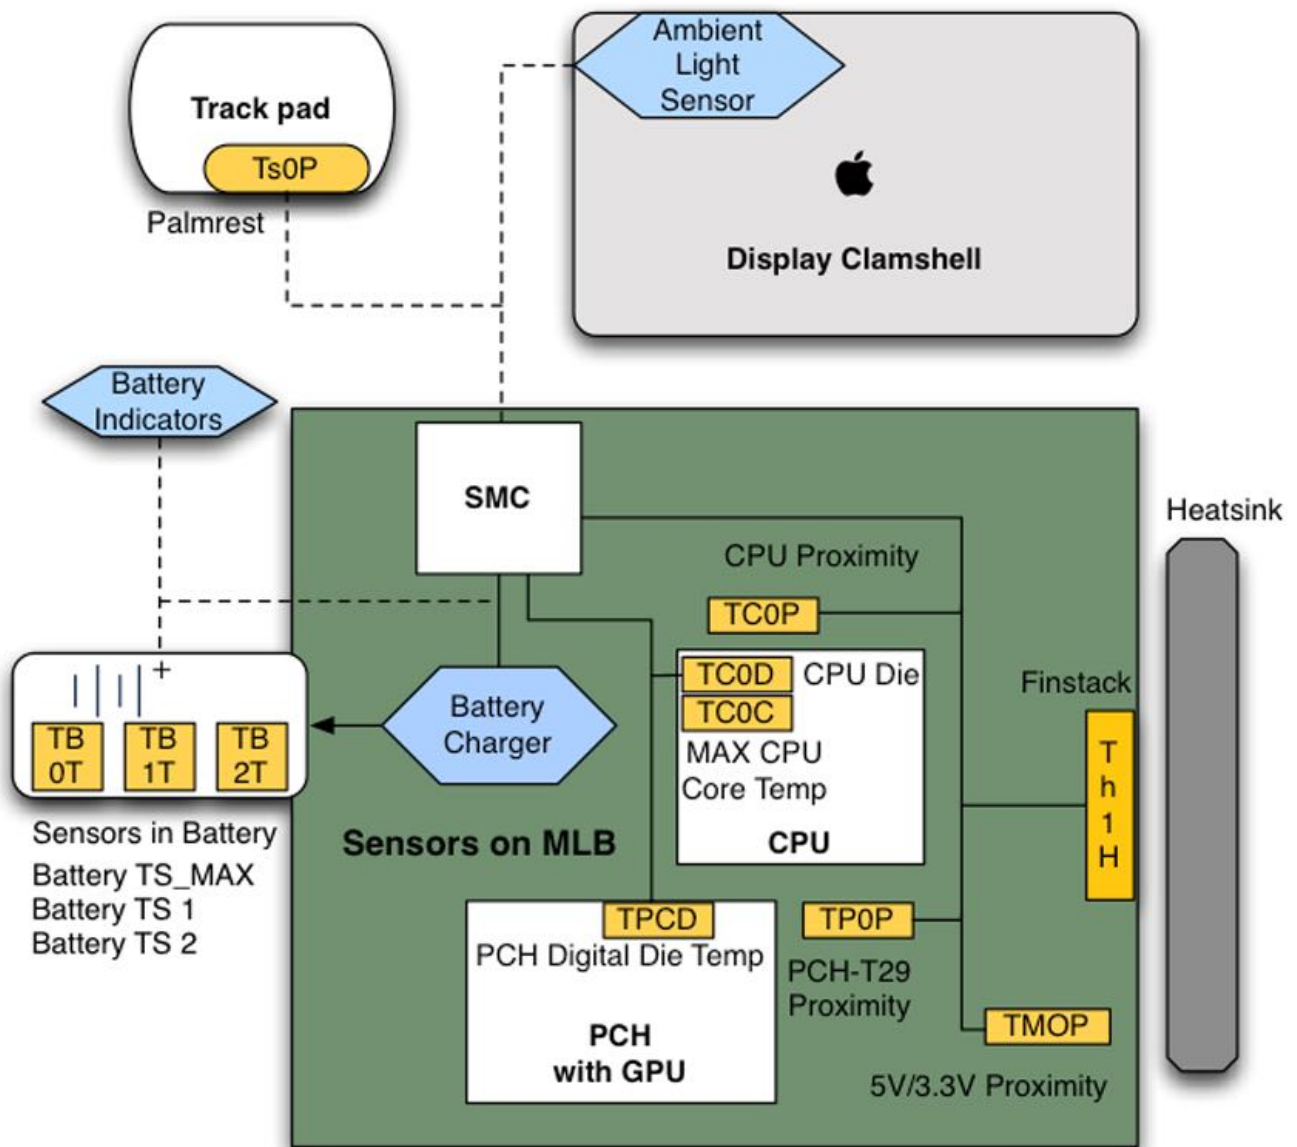 Ambient
Light
Sensor
Track pad
Ts0P
Palmrest
Display Clamshell
Battery
Indicators
SMC
Heatsink
CPU Proximity
TC0P
+
TC0D CPU Die
TC0C
MAX CPU
Core Temp
CPU
Finstack
T
h
1
H
Battery
Charger
TB
0T
TB
1T
TB
2T
Sensors in Battery
Battery TS_MAX
Battery TS 1
Battery TS 2
Sensors on MLB
TPCD
PCH Digital Die Temp
PCH
with GPU
TP0P
PCH-T29
Proximity
TMOP
5V/3.3V Proximity